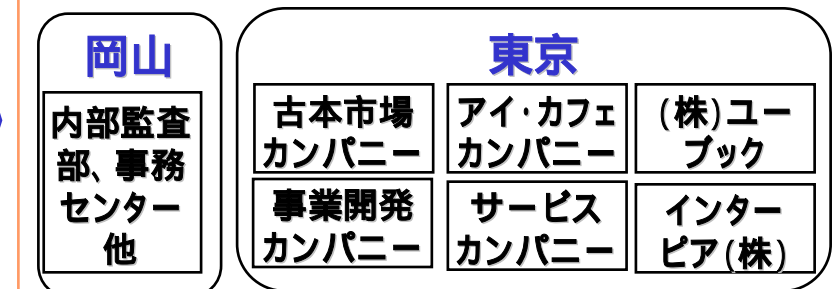 岡山
内部監査
部、事務
センター
他
東京
古本市場
カンパニー
アイ・カフェ
カンパニー
(株)ユー
ブック
事業開発
カンパニー
サービス
カンパニー
インター
ピア(株)